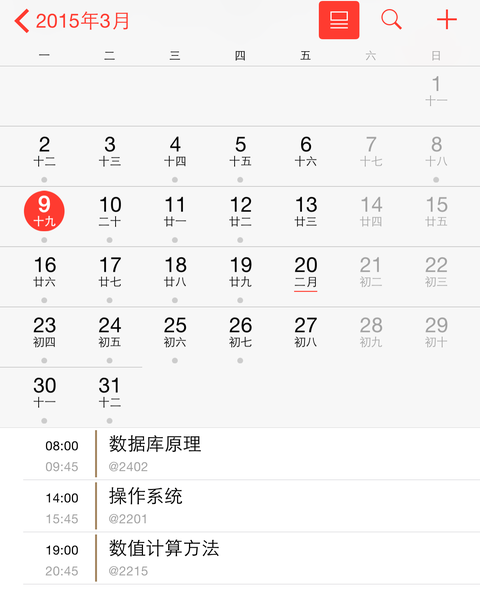 2015年3月
一 二 三 四 五 六 日
1
十一
2 3 4 5 6 7 8
十二 十三 十四 十五 十六 十七 十八
9 10 11 12 13 14 15
十九 二十 廿一 廿二 廿三 廿四 廿五
16 17 18 19 20 21 22
廿六 廿七 廿八 廿九 二月 初二 初三
23 24 25 26 27 28 29
初四 初五 初六 初七 初八 初九 初十
30 31
十一 十二
08:00 数据库原理
09:45 @2402
14:00 操作系统
15:45 @2201
19:00 数值计算方法
20:45 @2215